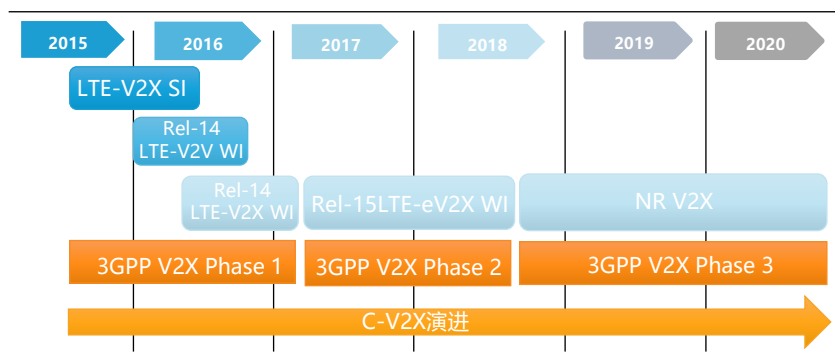 2015
2016
2017
2018
2019
2020
LTE-V2X SI
Rel-14
LTE-V2V WI
Rel-14
LTE-V2X WI
Rel-15LTE-eV2X WI
NR V2X
3GPP V2X Phase 1
3GPP V2X Phase 2
3GPP V2X Phase 3
C-V2X演进